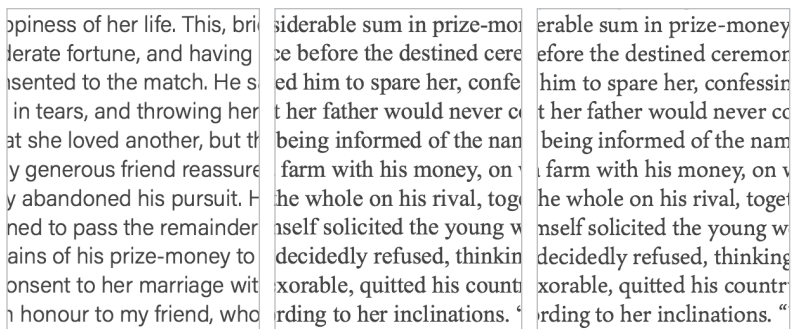 ppiness of her life. This, bri
derate fortune, and having
nsented to the match. He sa
in tears, and throwing her
at she loved another, but th
y generous friend reassure
y abandoned his pursuit. H
ned to pass the remainder
ains of his prize-money to
onsent to her marriage wit
n honour to my friend, who
siderable sum in prize-mon
ce before the destined cere
ed him to spare her, confe
t her father would never co
being informed of the nam
farm with his money, on w
he whole on his rival, toge
mself solicited the young w
decidedly refused, thinkin
xorable, quitted his count
rding to her inclinations. “
erable sum in prize-money
efore the destined ceremon
him to spare her, confessin
t her father would never co
being informed of the nam
farm with his money, on w
he whole on his rival, toget
mself solicited the young w
decidedly refused, thinking
xorable, quitted his countr
rding to her inclinations. “